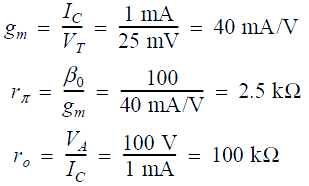 g_m = I_C / V_T = 1 mA / 25 mV = 40 mA/V
r_π = β_0 / g_m = 100 / 40 mA/V = 2.5 kΩ
r_o = V_A / I_C = 100 V / 1 mA = 100 kΩ